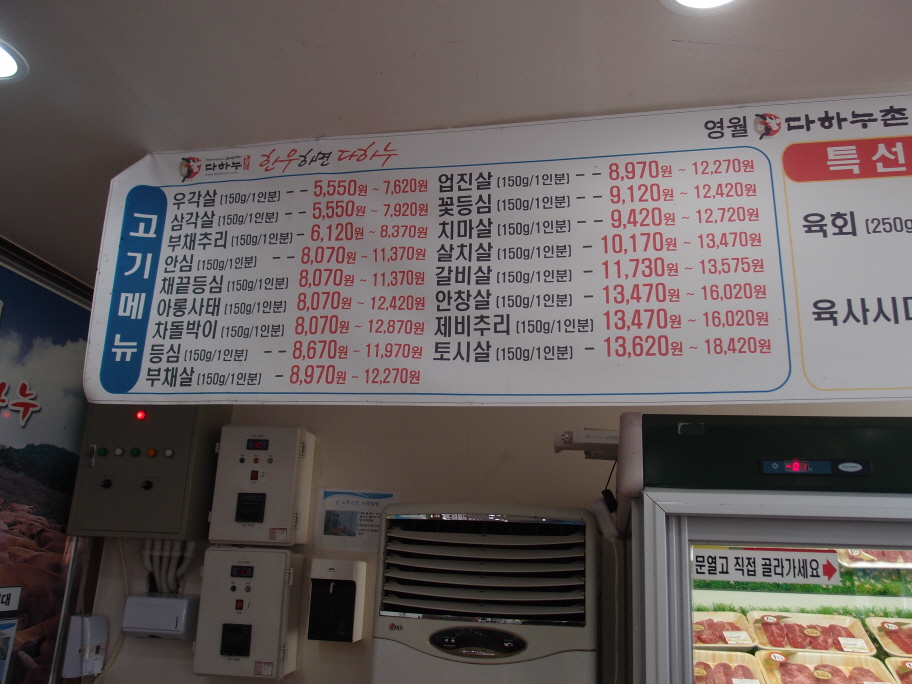 다하누 한우하면 다하누
영월 다하누촌
고기메뉴
우각살 (150g/1인분) -- 5,550원 ~ 7,620원
삼각살 (150g/1인분) -- 5,550원 ~ 7,920원
부채추리 (150g/1인분) - 6,120원 ~ 8,370원
안심 (150g/1인분) -- 8,070원 ~ 11,370원
채끝등심 (150g/1인분) 8,070원 ~ 11,370원
아롱사태 (150g/1인분) 8,070원 ~ 12,420원
차돌박이 (150g/1인분) 8,070원 ~ 12,870원
등심 (150g/1인분) -- 8,670원 ~ 11,970원
부채살 (150g/1인분) - 8,970원 ~ 12,270원
업진살 (150g/1인분) -- 8,970원 ~ 12,270원
꽃등심 (150g/1인분) -- 9,120원 ~ 12,420원
치마살 (150g/1인분) -- 9,420원 ~ 12,720원
살치살 (150g/1인분) - 10,170원 ~ 13,470원
갈비살 (150g/1인분) - 11,730원 ~ 13,575원
안창살 (150g/1인분) - 13,470원 ~ 16,020원
제비추리 (150g/1인분) 13,470원 ~ 16,020원
토시살 (150g/1인분) - 13,620원 ~ 18,420원
특선
육회 (250g
육사시미
문열고 직접 골라가세요